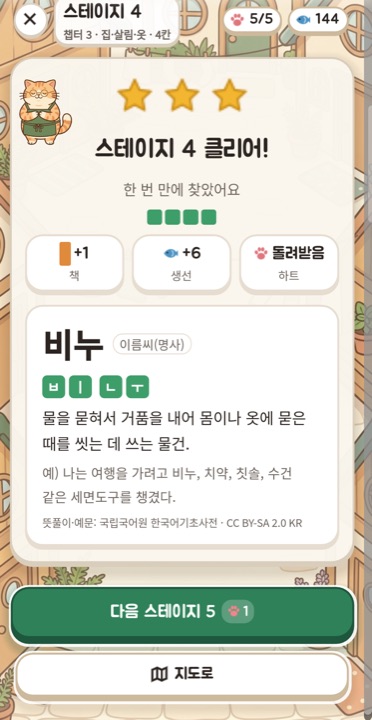 스테이지 4
챕터 3 · 집·살림·옷 · 4칸
5/5
144
스테이지 4 클리어!
한 번 만에 찾았어요
+1
책
+6
생선
돌려받음
하트
비누
이름씨(명사)
ㅂ ㅣ ㄴ ㅜ
물을 묻혀서 거품을 내어 몸이나 옷에 묻은
때를 씻는 데 쓰는 물건.
예) 나는 여행을 가려고 비누, 치약, 칫솔, 수건
같은 세면도구를 챙겼다.
뜻풀이·예문: 국립국어원 한국어기초사전 · CC BY-SA 2.0 KR
다음 스테이지 5 1
지도로